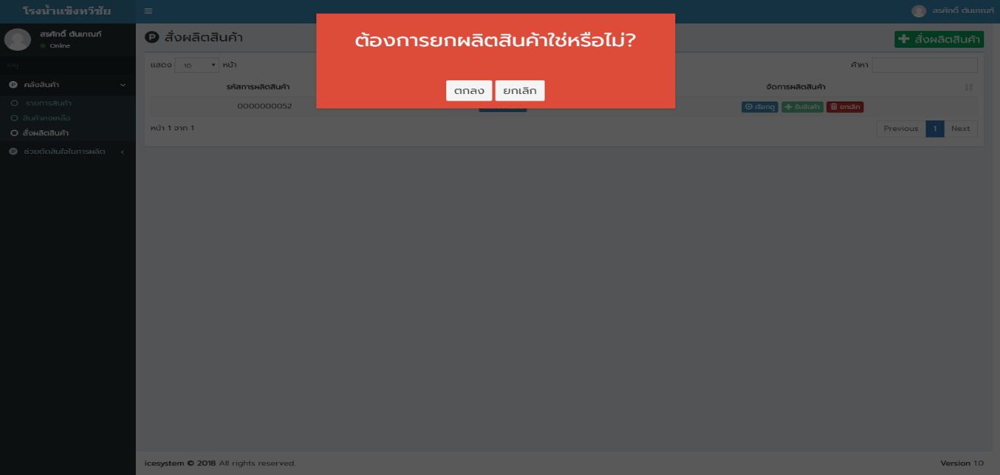 โรงน้ำแข็งทวีชัย
สรศักดิ์ ตันเกณฑ์
ต้องการยกผลิตสินค้าใช่หรือไม่?
ตกลง ยกเลิก
สรศักดิ์ ตันเกณฑ์
Online
เมนู
คลังสินค้า
รายการสินค้า
สินค้าคงเหลือ
สั่งผลิตสินค้า
ช่วยตัดสินใจในการผลิต
สั่งผลิตสินค้า
สั่งผลิตสินค้า
แสดง 10 หน้า
ค้าหา
รหัสการผลิตสินค้า จัดการผลิตสินค้า
0000000052 เรียกดู รับสินค้า ยกเลิก
หน้า 1 จาก 1
Previous 1 Next
icesystem © 2018 All rights reserved.
Version 1.0